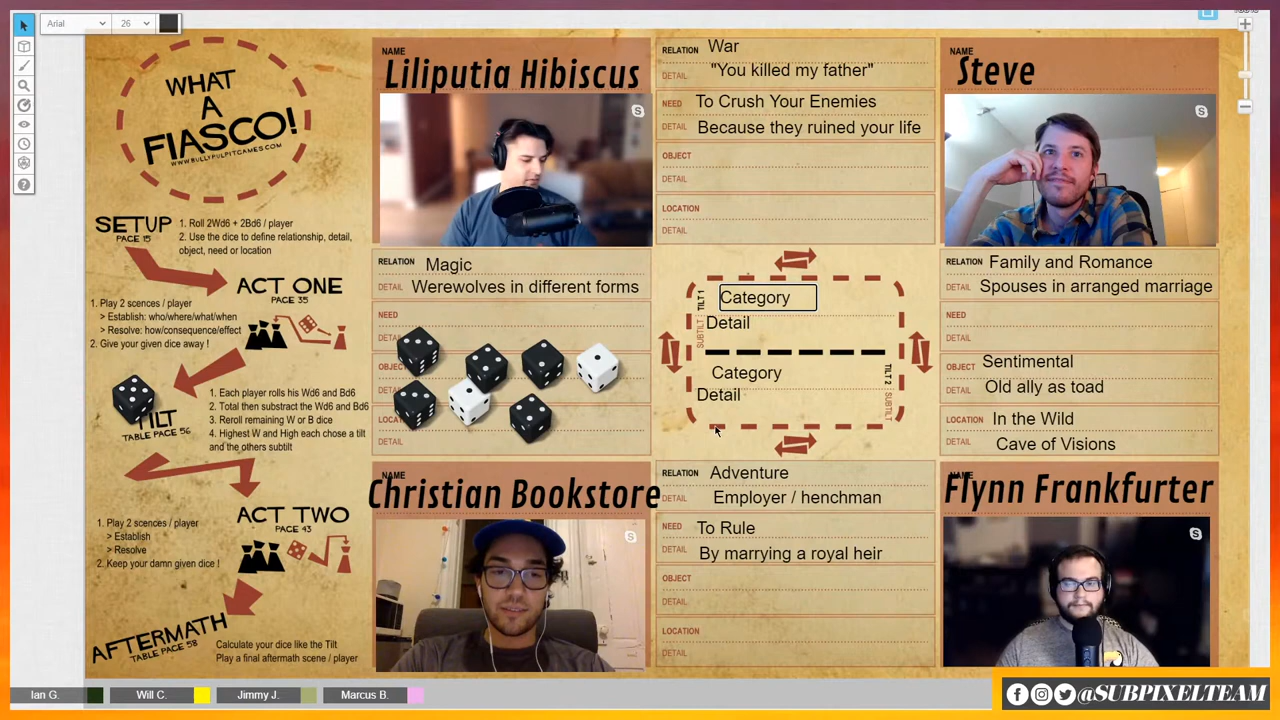 Arial
26
WHAT
A
FIASCO!
WWW.BULLYPULPITGAMES.COM
SETUP
PAGE 15
1. Roll 2Wd6 + 2Bd6 / player
2. Use the dice to define relationship, detail,
object, need or location
ACT ONE
PAGE 35
1. Play 2 scences / player
> Establish: who/where/what/when
> Resolve: how/consequence/effect
2. Give your given dice away !
TILT
TABLE PAGE 56
1. Each player rolls his Wd6 and Bd6
2. Total then substract the Wd6 and Bd6
3. Reroll remaining W or B dice
4. Highest W and High each chose a tilt
and the others subtilt
ACT TWO
PAGE 43
1. Play 2 scences / player
> Establish
> Resolve
2. Keep your damn given dice !
AFTERMATH
TABLE PAGE 58
Calculate your dice like the Tilt
Play a final aftermath scene / player
NAME
Liliputia Hibiscus
RELATION War
DETAIL "You killed my father"
NEED To Crush Your Enemies
DETAIL Because they ruined your life
OBJECT
DETAIL
LOCATION
DETAIL
NAME
Steve
RELATION Magic
DETAIL Werewolves in different forms
NEED
DETAIL
OBJECT
DETAIL
LOCATION
DETAIL
TILT 1
SUBTILT
Category
Detail
Category
Detail
TILT 2
SUBTILT
RELATION Family and Romance
DETAIL Spouses in arranged marriage
NEED
DETAIL
OBJECT Sentimental
DETAIL Old ally as toad
LOCATION In the Wild
DETAIL Cave of Visions
NAME
Christian Bookstore
RELATION Adventure
DETAIL Employer / henchman
NEED To Rule
DETAIL By marrying a royal heir
OBJECT
DETAIL
LOCATION
DETAIL
NAME
Flynn Frankfurter
Ian G.
Will C.
Jimmy J.
Marcus B.
@SUBPIXELTEAM